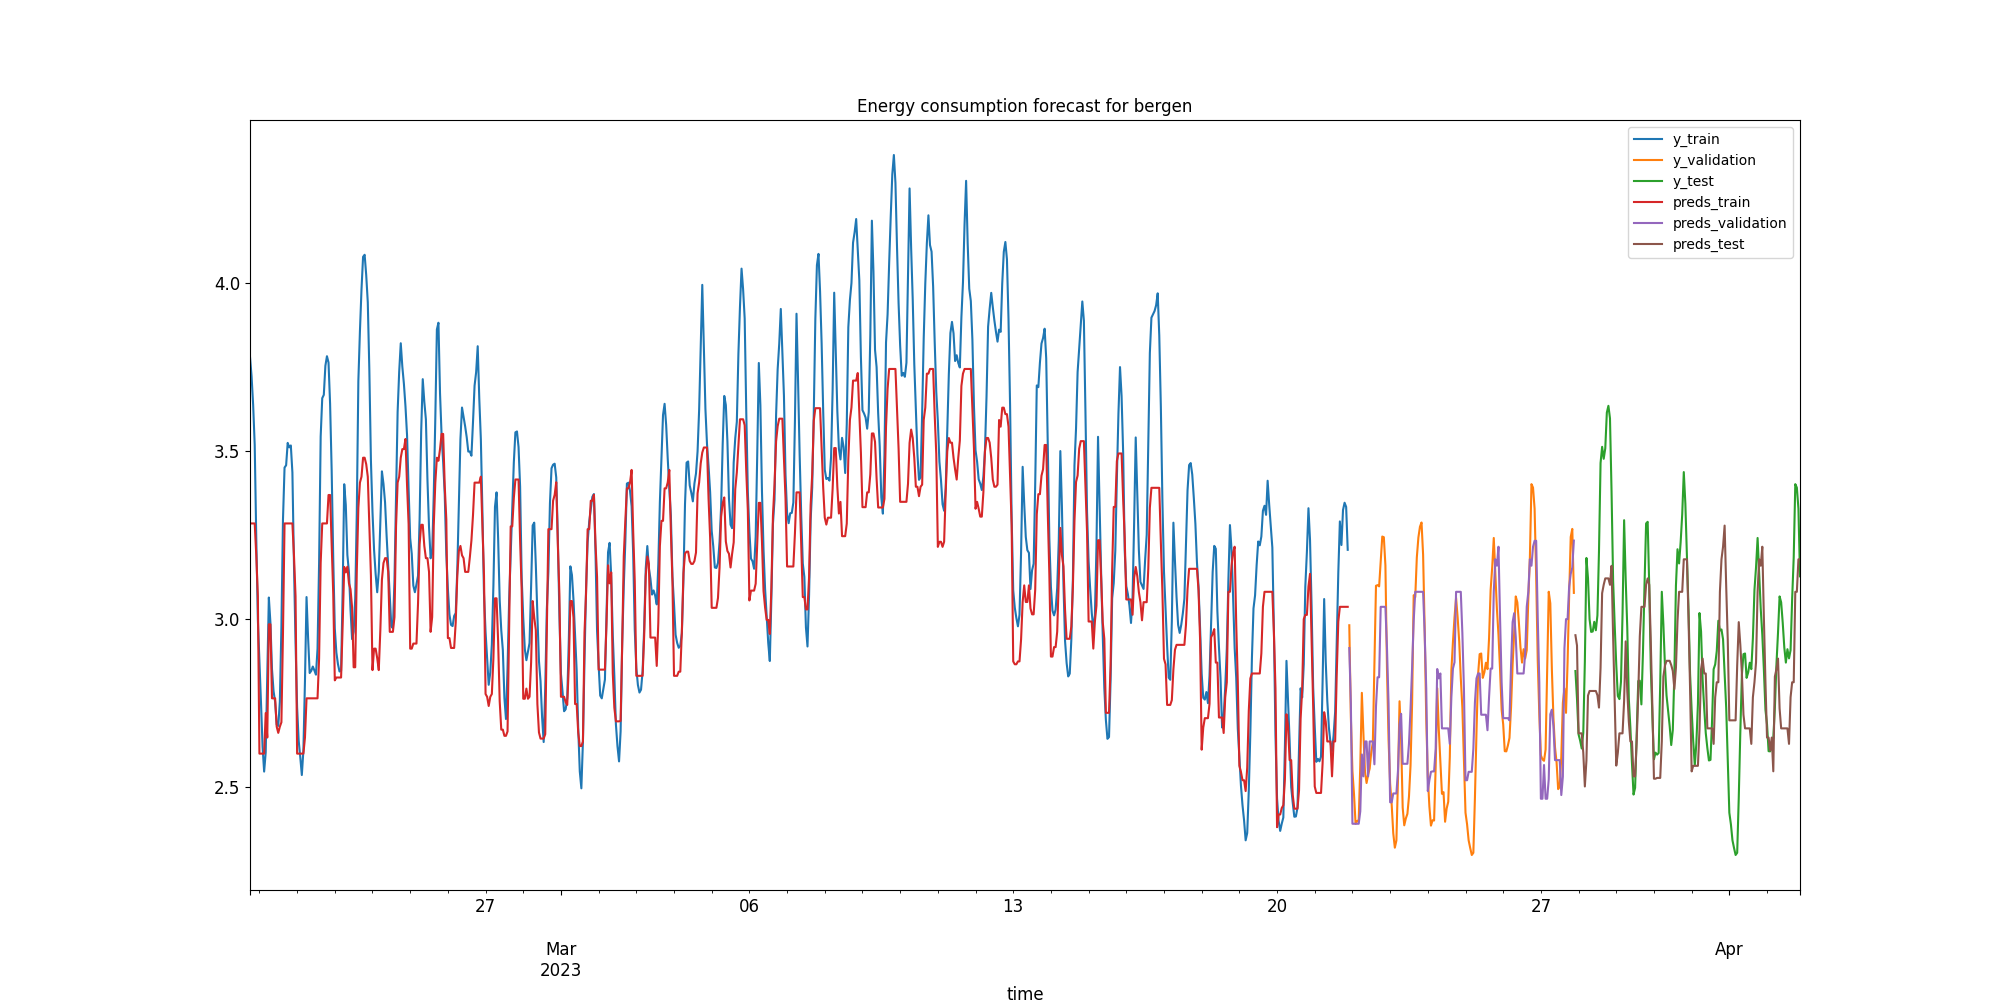 Energy consumption forecast for bergen
y_train
y_validation
y_test
preds_train
preds_validation
preds_test
4.0
3.5
3.0
2.5
27 06 13 20 27
Mar Apr
2023
time